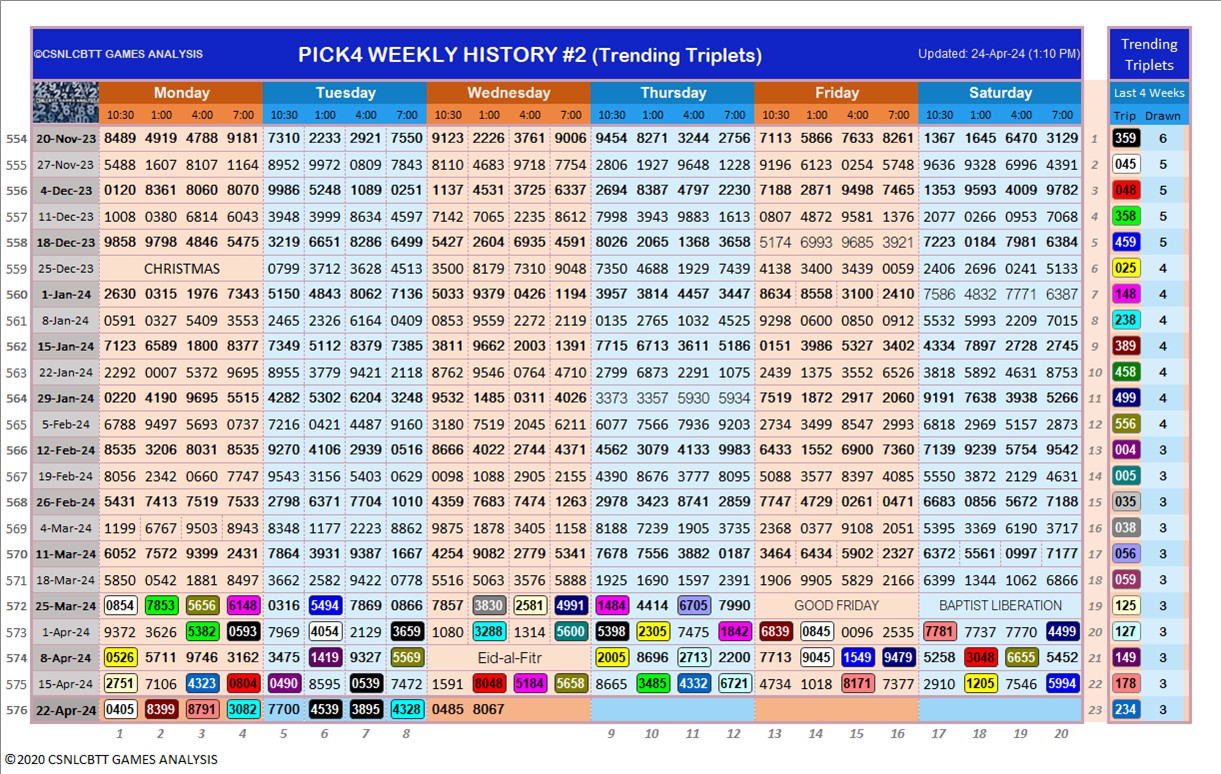 ©CSNLCBTT GAMES ANALYSIS PICK4 WEEKLY HISTORY #2 (Trending Triplets) Updated: 24-Apr-24 (1:10 PM) Trending
Triplets
Monday Tuesday Wednesday Thursday Friday Saturday Last 4 Weeks
10:30 1:00 4:00 7:00 10:30 1:00 4:00 7:00 10:30 1:00 4:00 7:00 10:30 1:00 4:00 7:00 10:30 1:00 4:00 7:00 10:30 1:00 4:00 7:00 Trip Drawn
554 20-Nov-23 8489 4919 4788 9181 7310 2233 2921 7550 9123 2226 3761 9006 9454 8271 3244 2756 7113 5866 7633 8261 1367 1645 6470 3129 1 359 6
555 27-Nov-23 5488 1607 8107 1164 8952 9972 0809 7843 8110 4683 9718 7754 2806 1927 9648 1228 9196 6123 0254 5748 9636 9328 6996 4391 2 045 5
556 4-Dec-23 0120 8361 8060 8070 9986 5248 1089 0251 1137 4531 3725 6337 2694 8387 4797 2230 7188 2871 9498 7465 1353 9593 4009 9782 3 048 5
557 11-Dec-23 1008 0380 6814 6043 3948 3999 8634 4597 7142 7065 2235 8612 7998 3943 9883 1613 0807 4872 9581 1376 2077 0266 0953 7068 4 358 5
558 18-Dec-23 9858 9798 4846 5475 3219 6651 8286 6499 5427 2604 6935 4591 8026 2065 1368 3658 5174 6993 9685 3921 7223 0184 7981 6384 5 459 5
559 25-Dec-23 CHRISTMAS 0799 3712 3628 4513 3500 8179 7310 9048 7350 4688 1929 7439 4138 3400 3439 0059 2406 2696 0241 5133 6 025 4
560 1-Jan-24 2630 0315 1976 7343 5150 4843 8062 7136 5033 9379 0426 1194 3957 3814 4457 3447 8634 8558 3100 2410 7586 4832 7771 6387 7 148 4
561 8-Jan-24 0591 0327 5409 3553 2465 2326 6164 0409 0853 9559 2272 2119 0135 2765 1032 4525 9298 0600 0850 0912 5532 5993 2209 7015 8 238 4
562 15-Jan-24 7123 6589 1800 8377 7349 5112 8379 7385 3811 9662 2003 1391 7715 6713 3611 5186 0151 3986 5327 3402 4334 7897 2728 2745 9 389 4
563 22-Jan-24 2292 0007 5372 9695 8955 3779 9421 2118 8762 9546 0764 4710 2799 6873 2291 1075 2439 1375 3552 6526 3818 5892 4631 8753 10 458 4
564 29-Jan-24 0220 4190 9695 5515 4282 5302 6204 3248 9532 1485 0311 4026 3373 3357 5930 5934 7519 1872 2917 2060 9191 7638 3938 5266 11 499 4
565 5-Feb-24 6788 9497 5693 0737 7216 0421 4487 9160 3180 7519 2045 6211 6077 7566 7936 9203 2734 3499 8547 2993 6818 2969 5157 2873 12 556 4
566 12-Feb-24 8535 3206 8031 8535 9270 4106 2939 0516 8666 4022 2744 4371 4562 3079 4133 9983 6433 1552 6900 7360 7139 9239 5754 9542 13 004 3
567 19-Feb-24 8056 2342 0660 7747 9543 3156 5403 0629 0098 1088 2905 2155 4390 8676 3777 8095 5088 3577 8397 4085 5550 3872 2129 4631 14 005 3
568 26-Feb-24 5431 7413 7519 7533 2798 6371 7704 1010 4359 7683 7474 1263 2978 3423 8741 2859 7747 4729 0261 0471 6683 0856 5672 7188 15 035 3
569 4-Mar-24 1199 6767 9503 8943 8348 1177 2223 8862 9875 1878 3405 1158 8188 7239 1905 3735 2368 0377 9108 2051 5395 3369 6190 3717 16 038 3
570 11-Mar-24 6052 7572 9399 2431 7864 3931 9387 1667 4254 9082 2779 5341 7678 7556 3882 0187 3464 6434 5902 2327 6372 5561 0997 7177 17 056 3
571 18-Mar-24 5850 0542 1881 8497 3662 2582 9422 0778 5516 5063 3576 5888 1925 1690 1597 2391 1906 9905 5829 2166 6399 1344 1062 6866 18 059 3
572 25-Mar-24 0854 7853 5656 6148 0316 5494 7869 0866 7857 3830 2581 4991 1484 4414 6705 7990 GOOD FRIDAY BAPTIST LIBERATION 19 125 3
573 1-Apr-24 9372 3626 5382 0593 7969 4054 2129 3659 1080 3288 1314 5600 5398 2305 7475 1842 6839 0845 0096 2535 7781 7737 7770 4499 20 127 3
574 8-Apr-24 0526 5711 9746 3162 3475 1419 9327 5569 Eid-al-Fitr 2005 8696 2713 2200 7713 9045 1549 9479 5258 3048 6655 5452 21 149 3
575 15-Apr-24 2751 7106 4323 0804 0490 8595 0539 7472 1591 8048 5184 5658 8665 3485 4332 6721 4734 1018 8171 7377 2910 1205 7546 5994 22 178 3
576 22-Apr-24 0405 8399 8791 3082 7700 4539 3895 4328 0485 8067 23 234 3
1 2 3 4 5 6 7 8 9 10 11 12 13 14 15 16 17 18 19 20
©2020 CSNLCBTT GAMES ANALYSIS